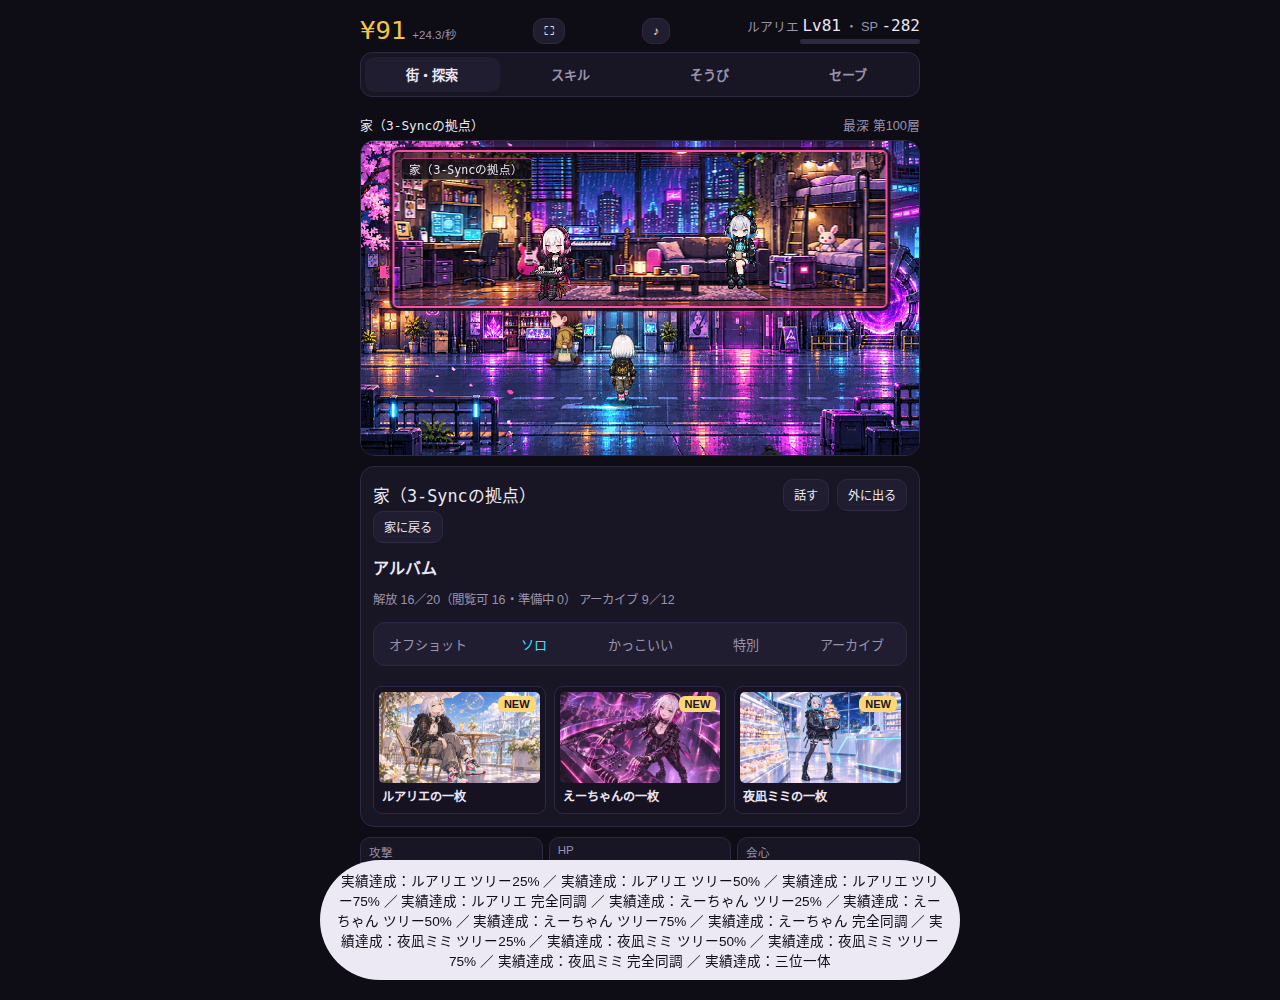 ¥91 +24.3/秒
♪
ルアリエ Lv81 ・ SP -282
街・探索 スキル そうび セーブ
家（3-Syncの拠点） 最深 第100層
家（3-Syncの拠点）
家（3-Syncの拠点） 話す 外に出る
家に戻る
アルバム
解放 16／20（閲覧可 16・準備中 0） アーカイブ 9／12
オフショット ソロ かっこいい 特別 アーカイブ
NEW NEW NEW
ルアリエの一枚 えーちゃんの一枚 夜凪ミミの一枚
攻撃 HP 会心
実績達成：ルアリエ ツリー25% ／ 実績達成：ルアリエ ツリー50% ／ 実績達成：ルアリエ ツリ
ー75% ／ 実績達成：ルアリエ 完全同調 ／ 実績達成：えーちゃん ツリー25% ／ 実績達成：えー
ちゃん ツリー50% ／ 実績達成：えーちゃん ツリー75% ／ 実績達成：えーちゃん 完全同調 ／ 実
績達成：夜凪ミミ ツリー25% ／ 実績達成：夜凪ミミ ツリー50% ／ 実績達成：夜凪ミミ ツリー
75% ／ 実績達成：夜凪ミミ 完全同調 ／ 実績達成：三位一体